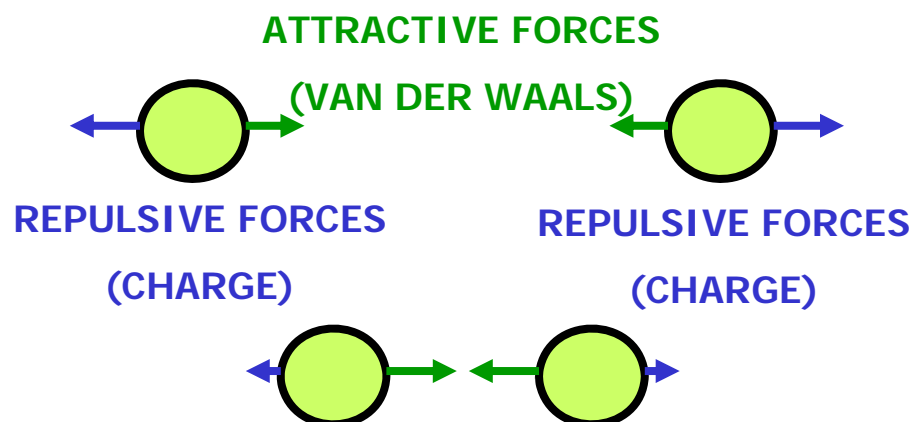 ATTRACTIVE FORCES
(VAN DER WAALS)
REPULSIVE FORCES
(CHARGE)
REPULSIVE FORCES
(CHARGE)